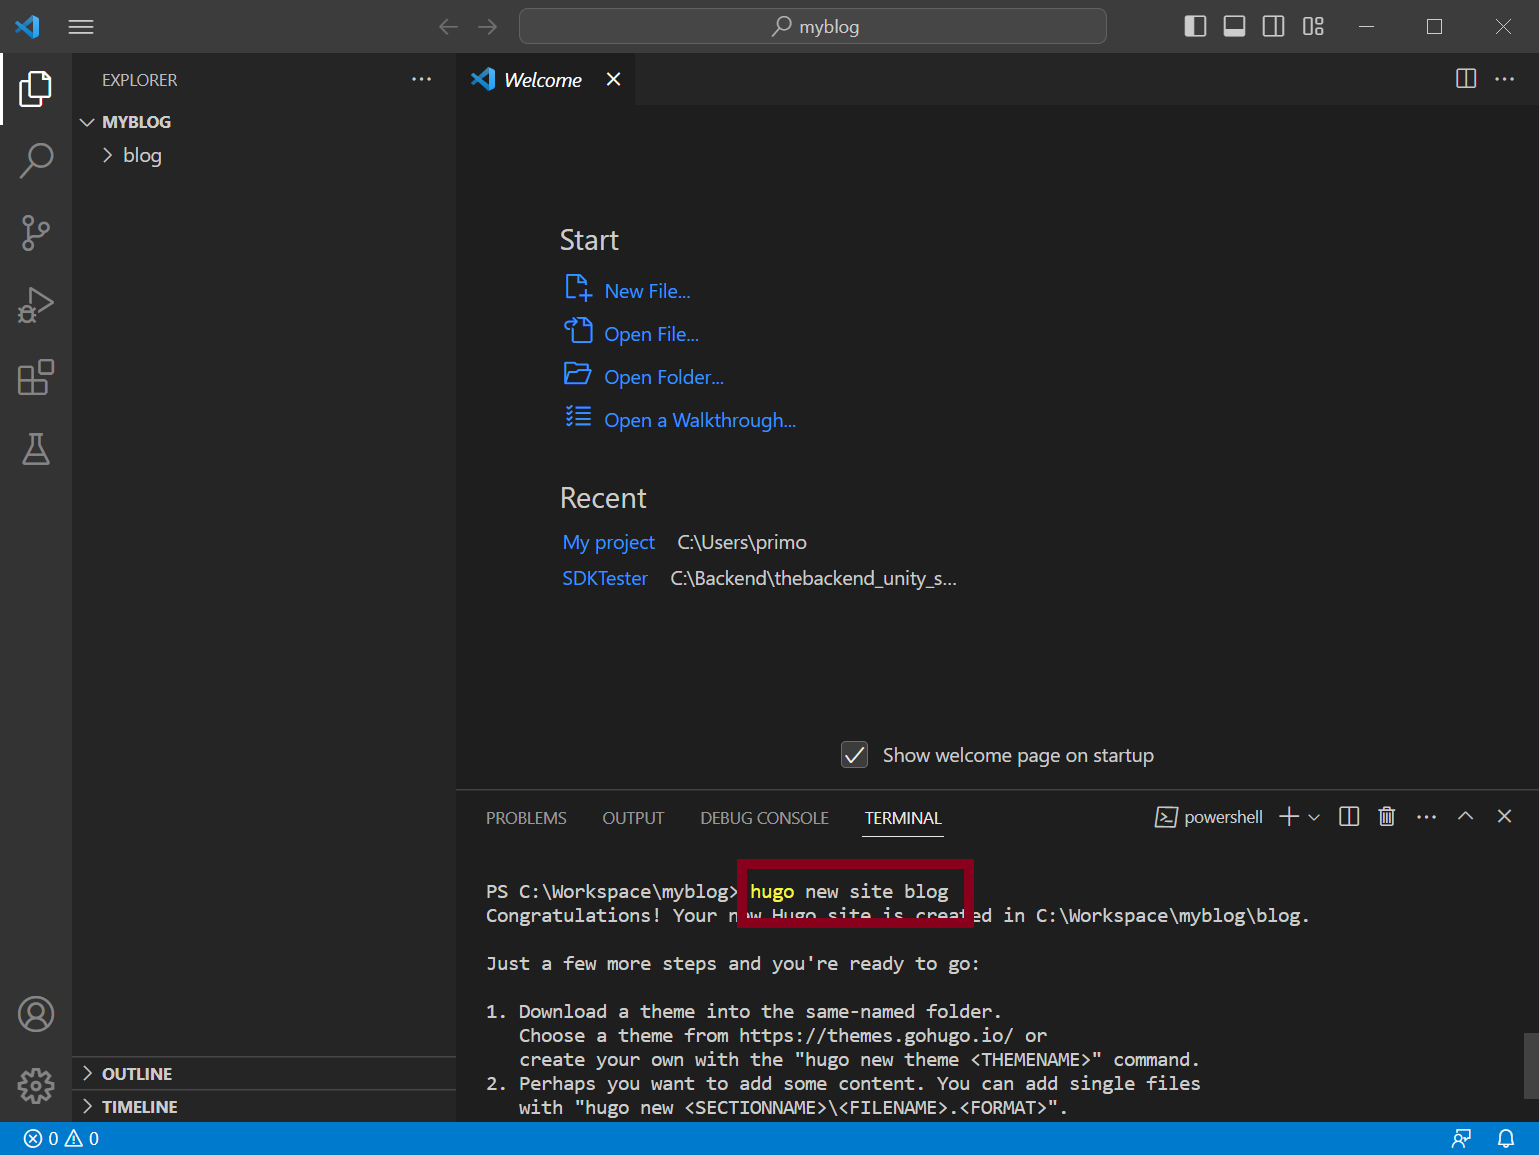 myblog
EXPLORER
Welcome
MYBLOG
blog
Start
New File...
Open File...
Open Folder...
Open a Walkthrough...
Recent
My project C:\Users\primo
SDKTester C:\Backend\thebackend_unity_s...
Show welcome page on startup
PROBLEMS OUTPUT DEBUG CONSOLE TERMINAL powershell
PS C:\Workspace\myblog> hugo new site blog
Congratulations! Your new Hugo site is created in C:\Workspace\myblog\blog.
Just a few more steps and you're ready to go:
1. Download a theme into the same-named folder.
Choose a theme from https://themes.gohugo.io/ or
create your own with the "hugo new theme <THEMENAME>" command.
2. Perhaps you want to add some content. You can add single files
with "hugo new <SECTIONNAME>\<FILENAME>.<FORMAT>".
OUTLINE
TIMELINE
0 0